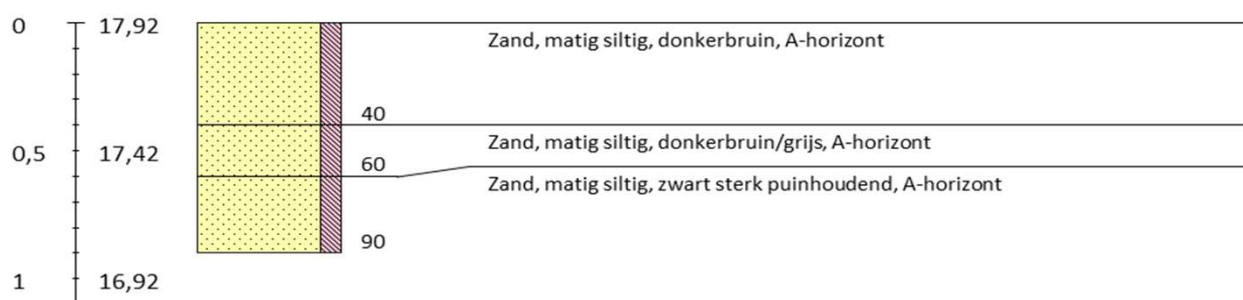 0 17,92
Zand, matig siltig, donkerbruin, A-horizont
40
Zand, matig siltig, donkerbruin/grijs, A-horizont
0,5 17,42
60
Zand, matig siltig, zwart sterk puinhoudend, A-horizont
90
1 16,92